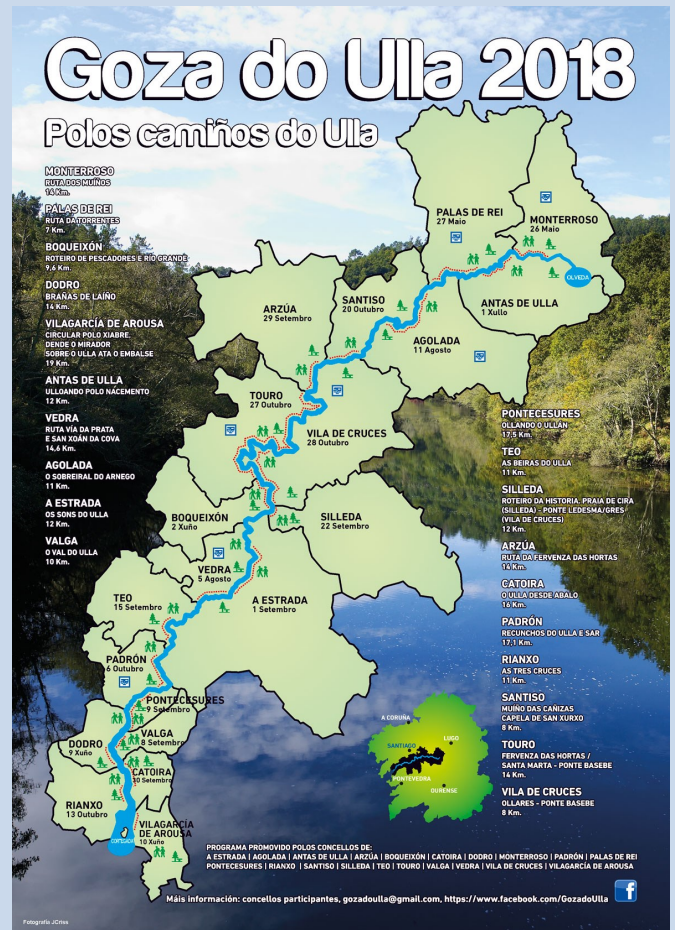 Goza do Ulla 2018
Polos camiños do Ulla
MONTERROSO
RUTA DOS MUÍÑOS
14 Km.
PALAS DE REI
RUTA DA TORRENTES
7 Km.
BOQUEIXÓN
ROTEIRO DE PESCADORES E RÍO GRANDE
9,6 Km.
DODRO
BRAÑAS DE LAÍÑO
14 Km.
VILAGARCÍA DE AROUSA
CIRCULAR POLO XIABRE,
DENDE O MIRADOR
SOBRE O ULLA ATA O EMBALSE
19 Km.
ANTAS DE ULLA
ULLOANDO POLO NACEMENTO
12 Km.
VEDRA
RUTA VÍA DA PRATA
E SAN XOÁN DA COVA
14,6 Km.
AGOLADA
O SOBREIRAL DO ARNEGO
11 Km.
A ESTRADA
OS SONS DO ULLA
12 Km.
VALGA
O VAL DO ULLA
10 Km.
PALAS DE REI
27 Maio
MONTERROSO
26 Maio
OLVEDA
ANTAS DE ULLA
1 Xullo
SANTISO
20 Outubro
ARZÚA
29 Setembro
AGOLADA
11 Agosto
TOURO
27 Outubro
VILA DE CRUCES
28 Outubro
BOQUEIXÓN
2 Xuño
SILLEDA
22 Setembro
VEDRA
5 Agosto
TEO
15 Setembro
A ESTRADA
1 Setembro
PADRÓN
6 Outubro
PONTECESURES
9 Setembro
VALGA
8 Setembro
DODRO
9 Xuño
CATOIRA
30 Setembro
RIANXO
13 Outubro
VILAGARCÍA
DE AROUSA
10 Xuño
PONTECESURES
OLLANDO O ULLÁN
17,5 Km.
TEO
AS BEIRAS DO ULLA
11 Km.
SILLEDA
ROTEIRO DA HISTORIA. PRAIA DE CIRA
(SILLEDA) - PONTE LEDESMA/GRES
(VILA DE CRUCES)
12 Km.
ARZÚA
RUTA DA FERVENZA DAS HORTAS
14 Km.
CATOIRA
O ULLA DESDE ABALO
16 Km.
PADRÓN
RECUNCHOS DO ULLA E SAR
17,1 Km.
RIANXO
AS TRES CRUCES
11 Km.
SANTISO
MUIÑO DAS CAÑIZAS
CAPELA DE SAN XURXO
8 Km.
TOURO
FERVENZA DAS HORTAS /
SANTA MARTA - PONTE BASEBE
14 Km.
VILA DE CRUCES
OLLARES - PONTE BASEBE
8 Km.
A CORUÑA
LUGO
SANTIAGO
PONTEVEDRA
OURENSE
PROGRAMA PROMOVIDO POLOS CONCELLOS DE:
A ESTRADA | AGOLADA | ANTAS DE ULLA | ARZÚA | BOQUEIXÓN | CATOIRA | DODRO | MONTERROSO | PADRÓN | PALAS DE REI
PONTECESURES | RIANXO | SANTISO | SILLEDA | TEO | TOURO | VALGA | VEDRA | VILA DE CRUCES | VILAGARCÍA DE AROUSA
Máis información: concellos participantes, gozadoulla@gmail.com, https://www.facebook.com/GozadoUlla
f
Fotografía JCriss